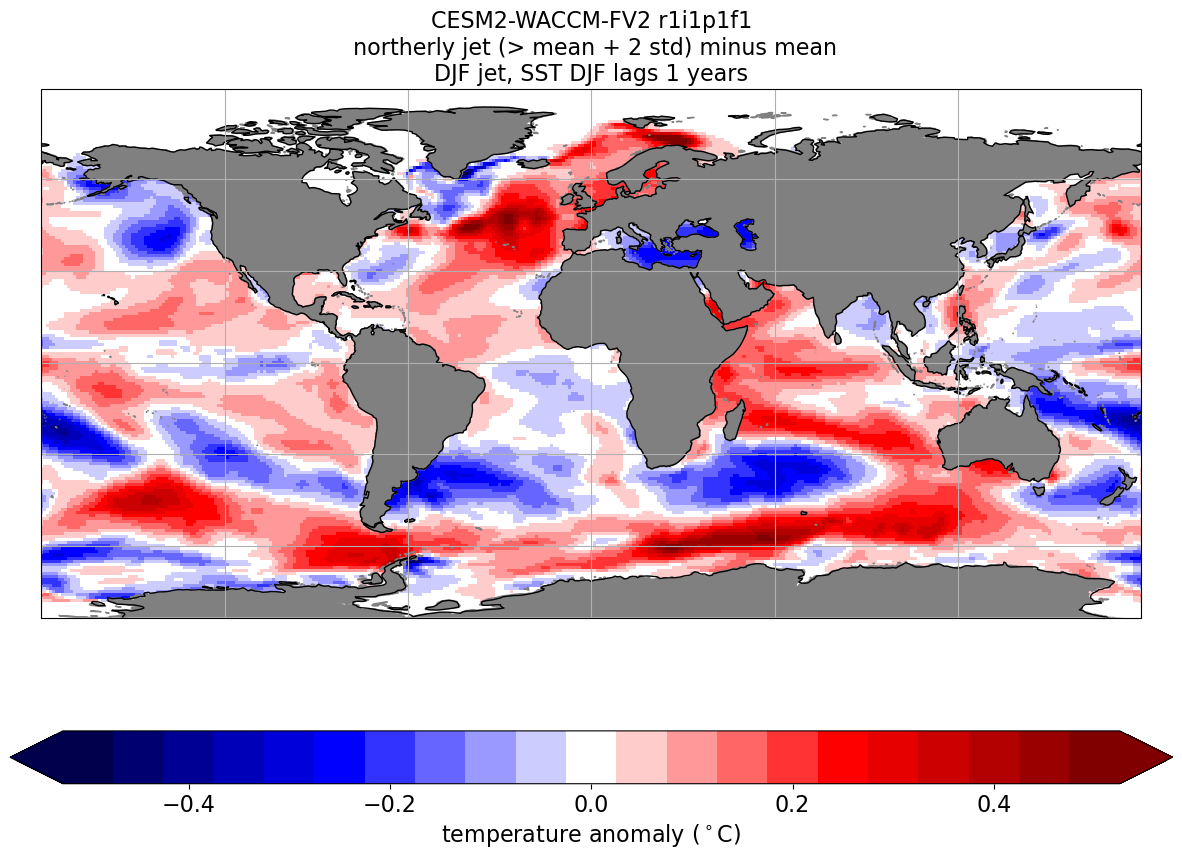 CESM2-WACCM-FV2 r1i1p1f1
northerly jet (> mean + 2 std) minus mean
DJF jet, SST DJF lags 1 years
−0.4 −0.2 0.0 0.2 0.4
temperature anomaly (°C)